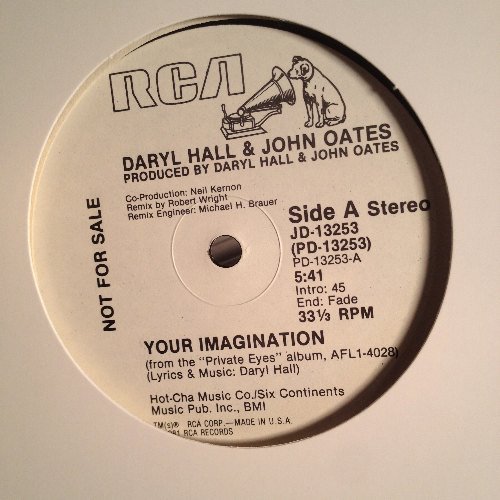 RCA
DARYL HALL & JOHN OATES
PRODUCED BY DARYL HALL & JOHN OATES
Co-Production: Neil Kernon
Remix by Robert Wright
Remix Engineer: Michael H. Brauer
NOT FOR SALE
Side A Stereo
JD-13253
(PD-13253)
PD-13253-A
5:41
Intro: 45
End: Fade
33⅓ RPM
YOUR IMAGINATION
(from the "Private Eyes" album, AFL1-4028)
(Lyrics & Music: Daryl Hall)
Hot-Cha Music Co./Six Continents
Music Pub. Inc., BMI
TM(s)® RCA CORP.—MADE IN U.S.A.
RCA RECORDS